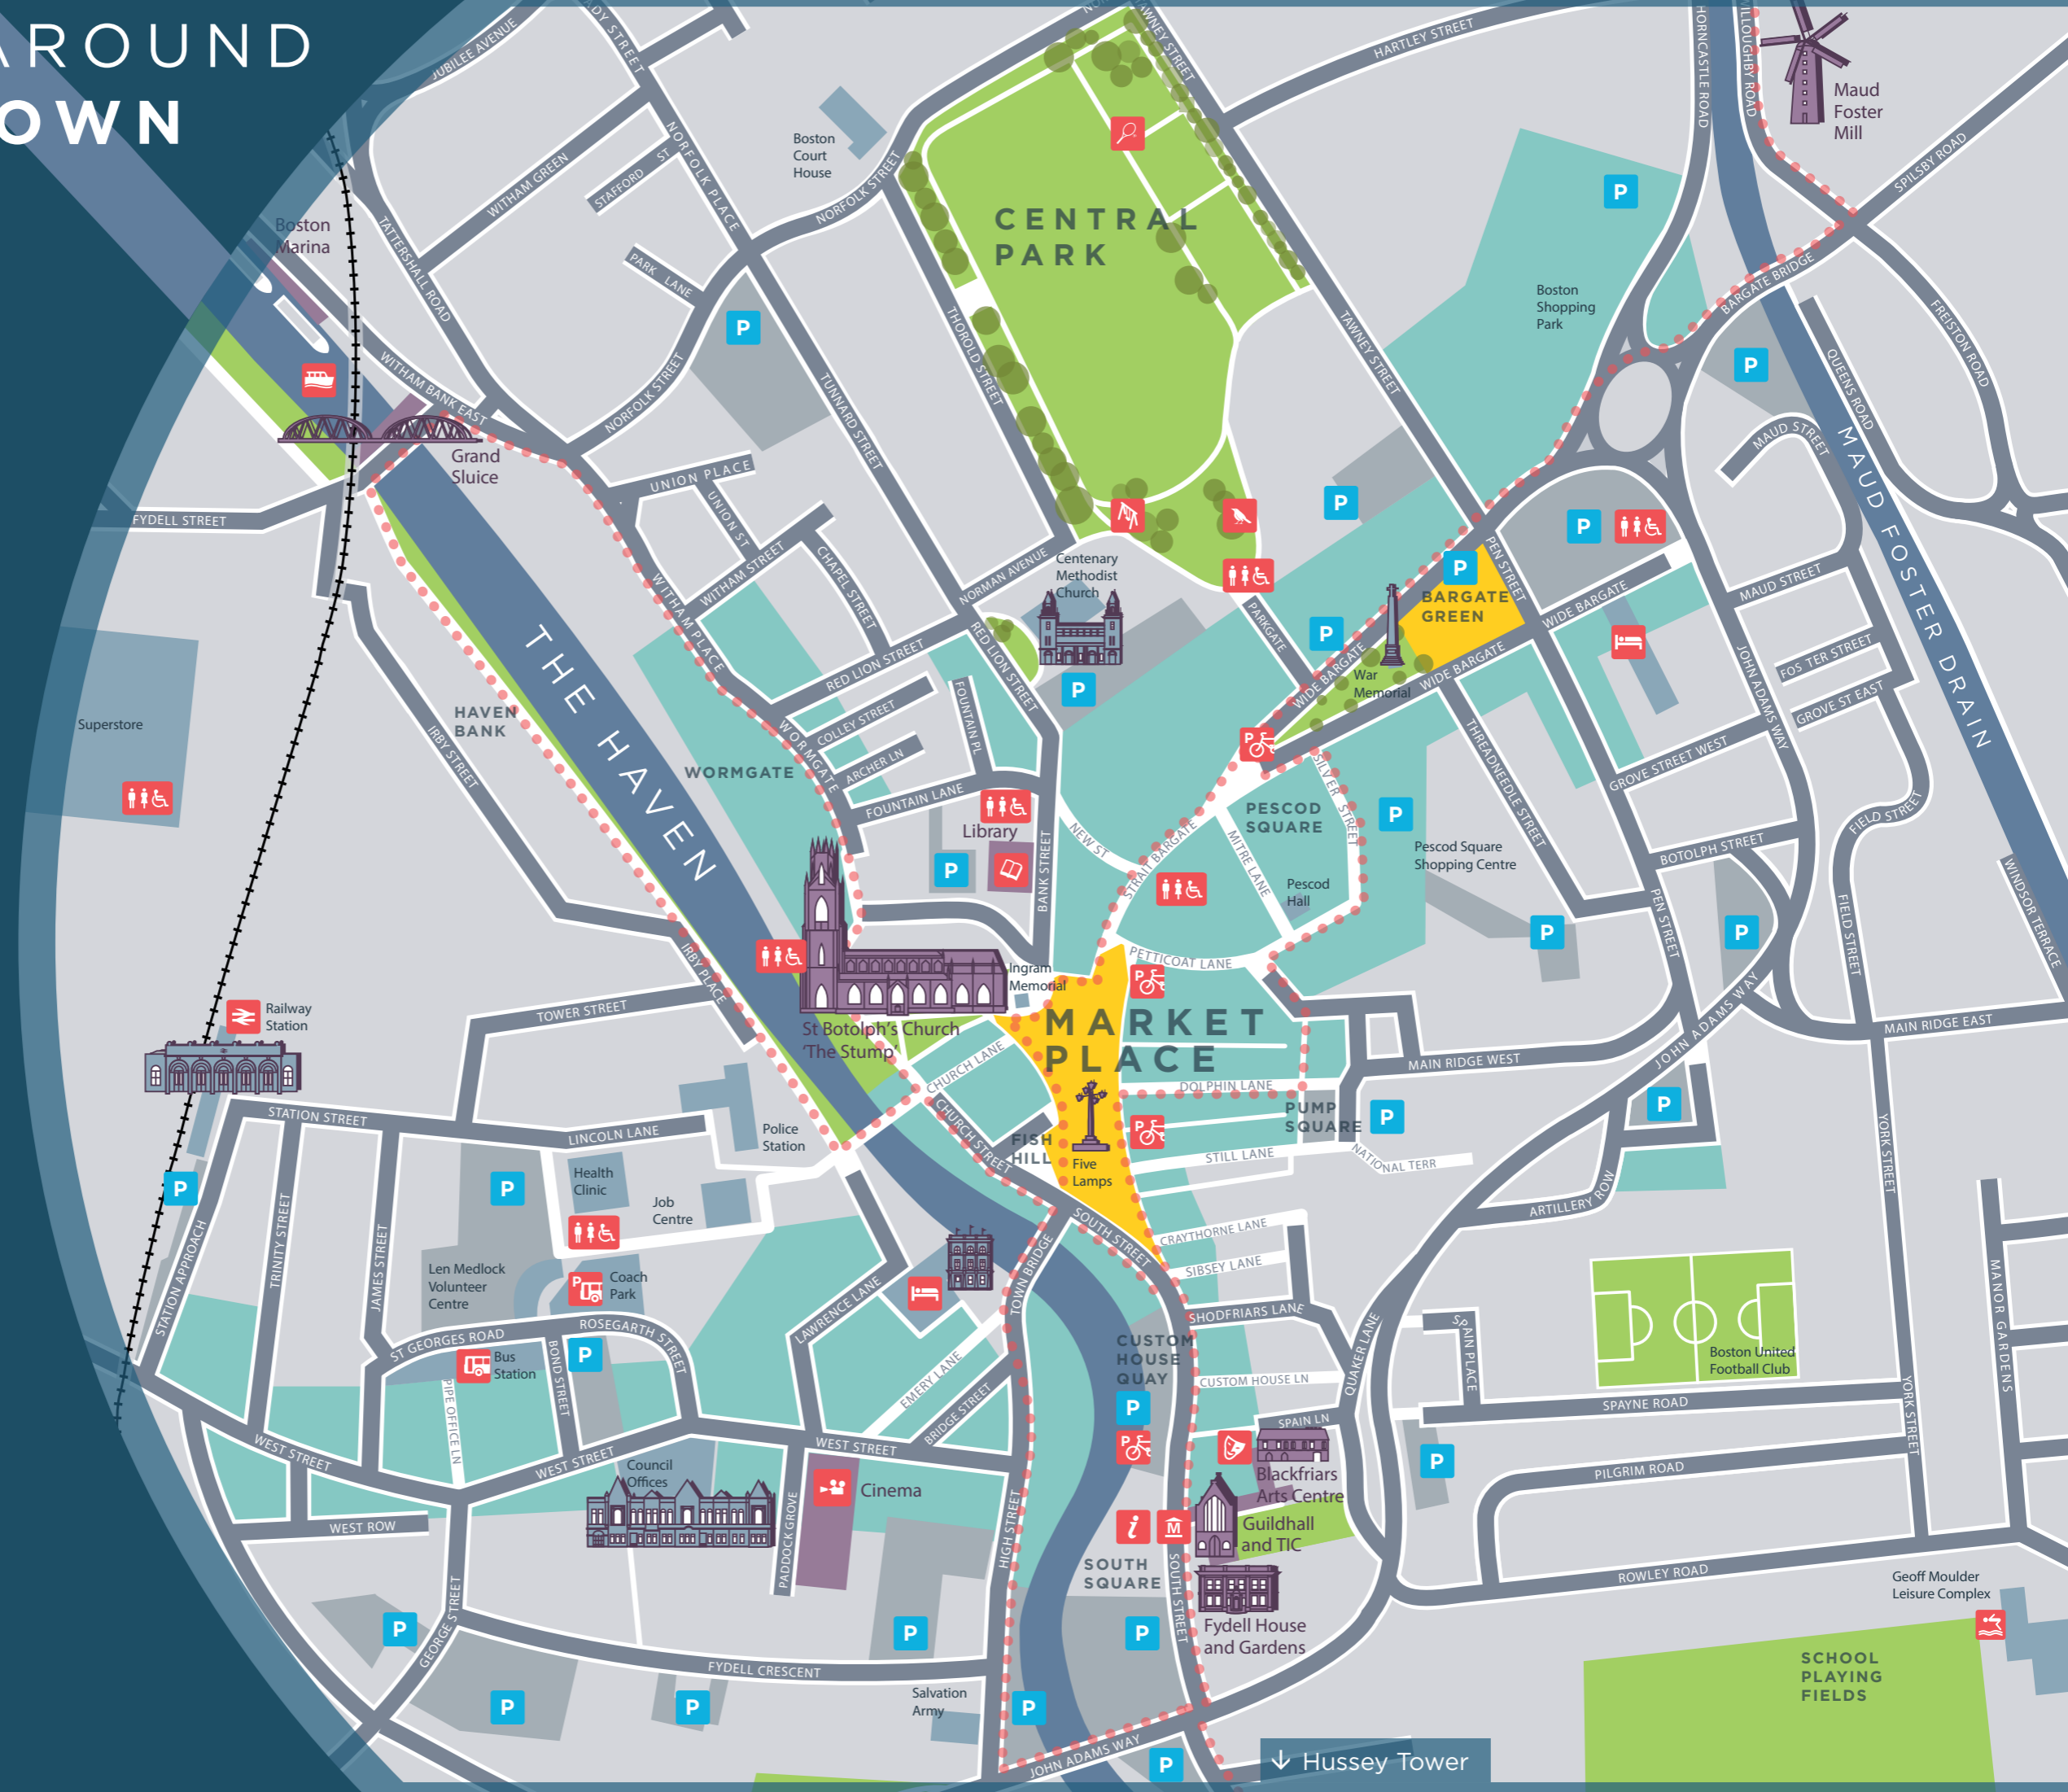 AROUND
OWN
JUBILEE AVENUE
NORFOLK PLACE
WITHAM GREEN
STAFFORD ST
Boston
Court
House
NORFOLK STREET
TAWNEY STREET
HARTLEY STREET
HORNCASTLE ROAD
WILLOUGHBY ROAD
Maud
Foster
Mill
SPILSBY ROAD
P
CENTRAL
PARK
Boston
Marina
TATTERSHALL ROAD
PARK LANE
P
THOROLD STREET
TUNNARD STREET
TAWNEY STREET
Boston
Shopping
Park
BARGATE BRIDGE
FREISTON ROAD
P
QUEENS ROAD
MAUD STREET
MAUD FOSTER DRAIN
WITHAM BANK EAST
NORFOLK STREET
Grand
Sluice
FYDELL STREET
UNION PLACE
UNION ST
WITHAM STREET
CHAPEL STREET
NORMAN AVENUE
Centenary
Methodist
Church
P
P
P
PEN STREET
BARGATE
GREEN
WIDE BARGATE
MAUD STREET
WITHAM PLACE
RED LION STREET
RED LION STREET
P
PARKGATE
P
WIDE BARGATE
War
Memorial
WIDE BARGATE
FOSTER STREET
GROVE ST EAST
JOHN ADAMS WAY
GROVE STREET WEST
THE HAVEN
HAVEN
BANK
Superstore
IRBY STREET
WORMGATE
WORMGATE
COLLEY STREET
ARCHER LN
FOUNTAIN PL
FOUNTAIN LANE
Library
P
BANK STREET
NEW ST
STRAIT BARGATE
P
PESCOD
SQUARE
SILVER STREET
MITRE LANE
Pescod
Hall
P
Pescod Square
Shopping Centre
THREADNEEDLE STREET
BOTOLPH STREET
FIELD STREET
FIELD STREET
WINDSOR TERRACE
P
P
PEN STREET
IRBY PLACE
TOWER STREET
Railway
Station
St Botolph's Church
'The Stump'
Ingram
Memorial
PETTICOAT LANE
P
MARKET
PLACE
CHURCH LANE
CHURCH STREET
DOLPHIN LANE
PUMP
SQUARE
P
MAIN RIDGE WEST
JOHN ADAMS WAY
MAIN RIDGE EAST
P
YORK STREET
STATION STREET
LINCOLN LANE
Police
Station
FISH
HILL
Five
Lamps
P
STILL LANE
NATIONAL TERR
ARTILLERY ROW
P
P
Health
Clinic
Job
Centre
STATION APPROACH
TRINITY STREET
JAMES STREET
Len Medlock
Volunteer
Centre
P
Coach
Park
SOUTH STREET
CRAYTHORNE LANE
SIBSEY LANE
TOWN BRIDGE
SHODFRIARS LANE
LAWRENCE LANE
ST GEORGES ROAD
ROSEGARTH STREET
Bus
Station
BOND STREET
P
PIPE OFFICE LN
EMERY LANE
BRIDGE STREET
CUSTOM
HOUSE
QUAY
P
P
CUSTOM HOUSE LN
QUAKER LANE
SPAIN PLACE
SPAIN LN
Boston United
Football Club
MANOR GARDENS
SPAYNE ROAD
YORK STREET
WEST STREET
WEST STREET
WEST STREET
WEST ROW
Council
Offices
Cinema
PADDOCK GROVE
HIGH STREET
Blackfriars
Arts Centre
P
PILGRIM ROAD
i
M
Guildhall
and TIC
SOUTH
SQUARE
SOUTH STREET
Fydell House
and Gardens
ROWLEY ROAD
Geoff Moulder
Leisure Complex
P
GEORGE STREET
P
P
FYDELL CRESCENT
P
P
Salvation
Army
P
JOHN ADAMS WAY
P
↓ Hussey Tower
SCHOOL
PLAYING
FIELDS